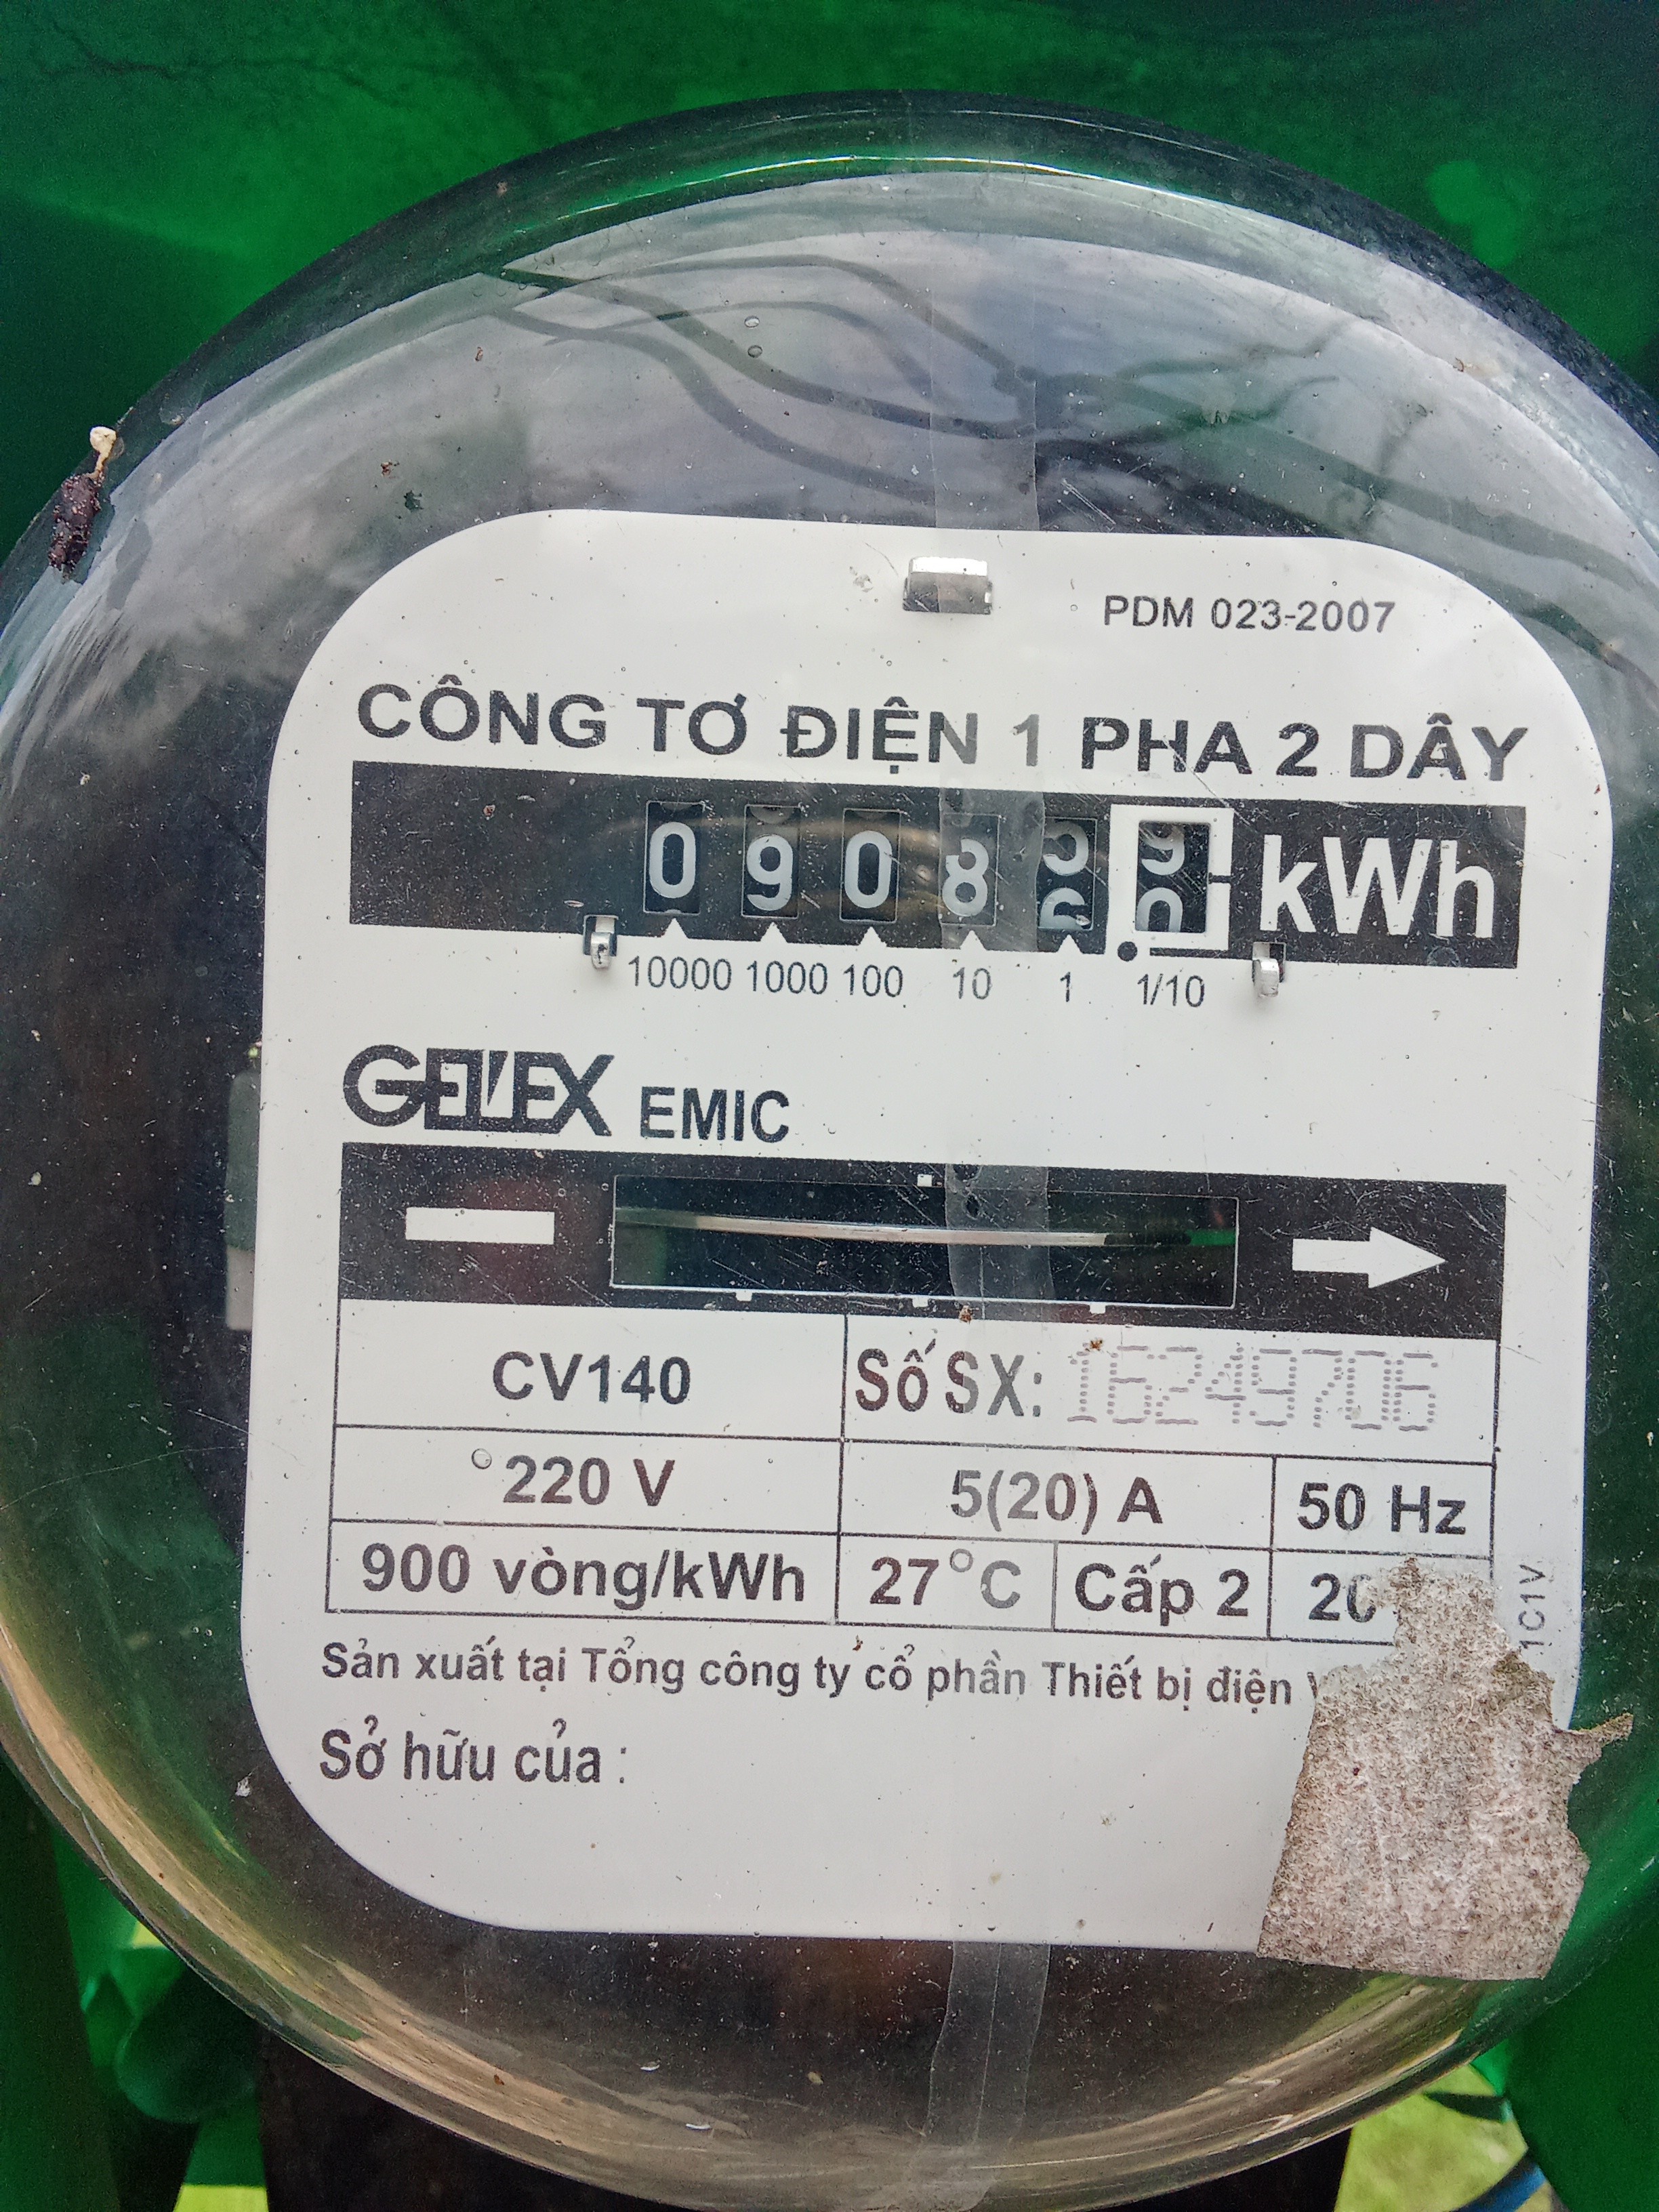 PDM 023-2007
CÔNG TƠ ĐIỆN 1 PHA 2 DÂY
0 9 0 8 5 9 kWh
10000 1000 100 10 1 1/10
GELEX EMIC
CV140 Số SX: 16249706
220 V 5(20) A 50 Hz
900 vòng/kWh 27°C Cấp 2
Sản xuất tại Tổng công ty cổ phần Thiết bị điện
Sở hữu của :